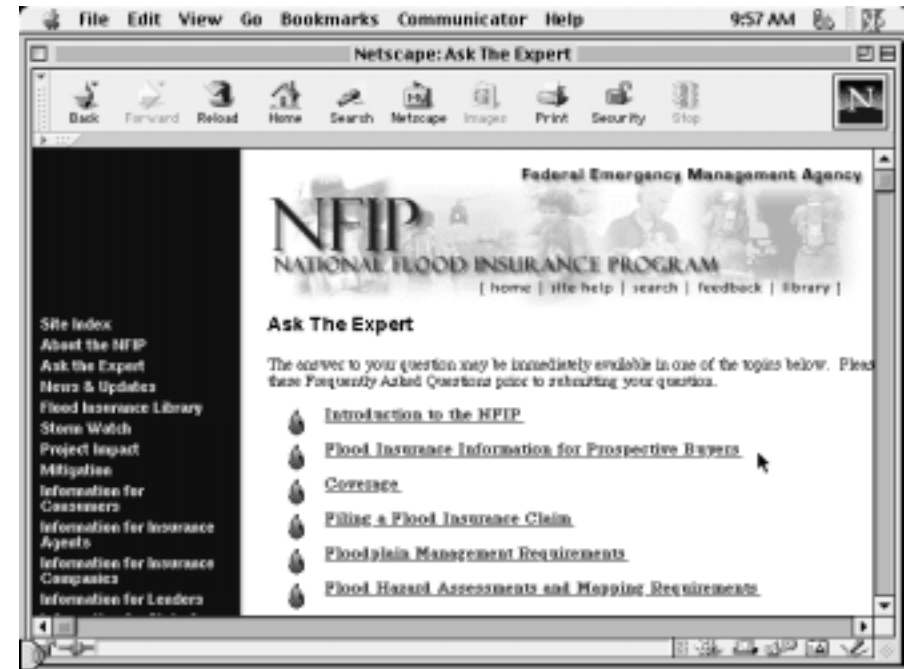 File Edit View Go Bookmarks Communicator Help 9:57 AM
Netscape: Ask The Expert
Back Forward Reload Home Search Netscape Images Print Security Stop
N
Federal Emergency Management Agency
NFIP
NATIONAL FLOOD INSURANCE PROGRAM
[ home | site help | search | feedback | library ]
Site Index
About the NFIP
Ask the Expert
News & Updates
Flood Insurance Library
Storm Watch
Project Impact
Mitigation
Information for
Consumers
Information for Insurance
Agents
Information for Insurance
Companies
Information for Lenders
Ask The Expert
The answer to your question may be immediately available in one of the topics below. Pleas
these Frequently Asked Questions prior to submitting your question.
Introduction to the NFIP
Flood Insurance Information for Prospective Buyers
Coverage
Filing a Flood Insurance Claim
Floodplain Management Requirements
Flood Hazard Assessments and Mapping Requirements